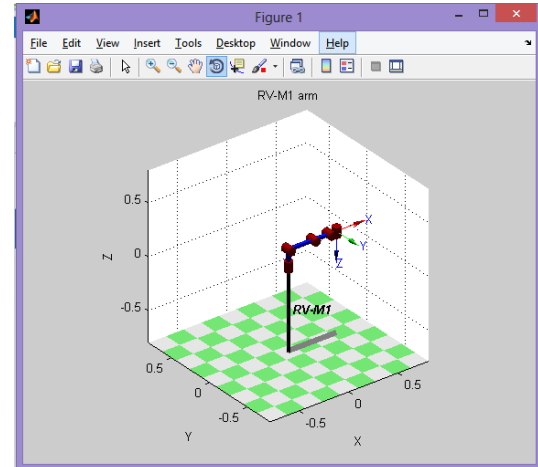 Figure 1
File Edit View Insert Tools Desktop Window Help
RV-M1 arm
0.5
0
-0.5
Z
X
Y
Z
RV-M1
0.5
0
-0.5
Y
0.5
0
-0.5
X